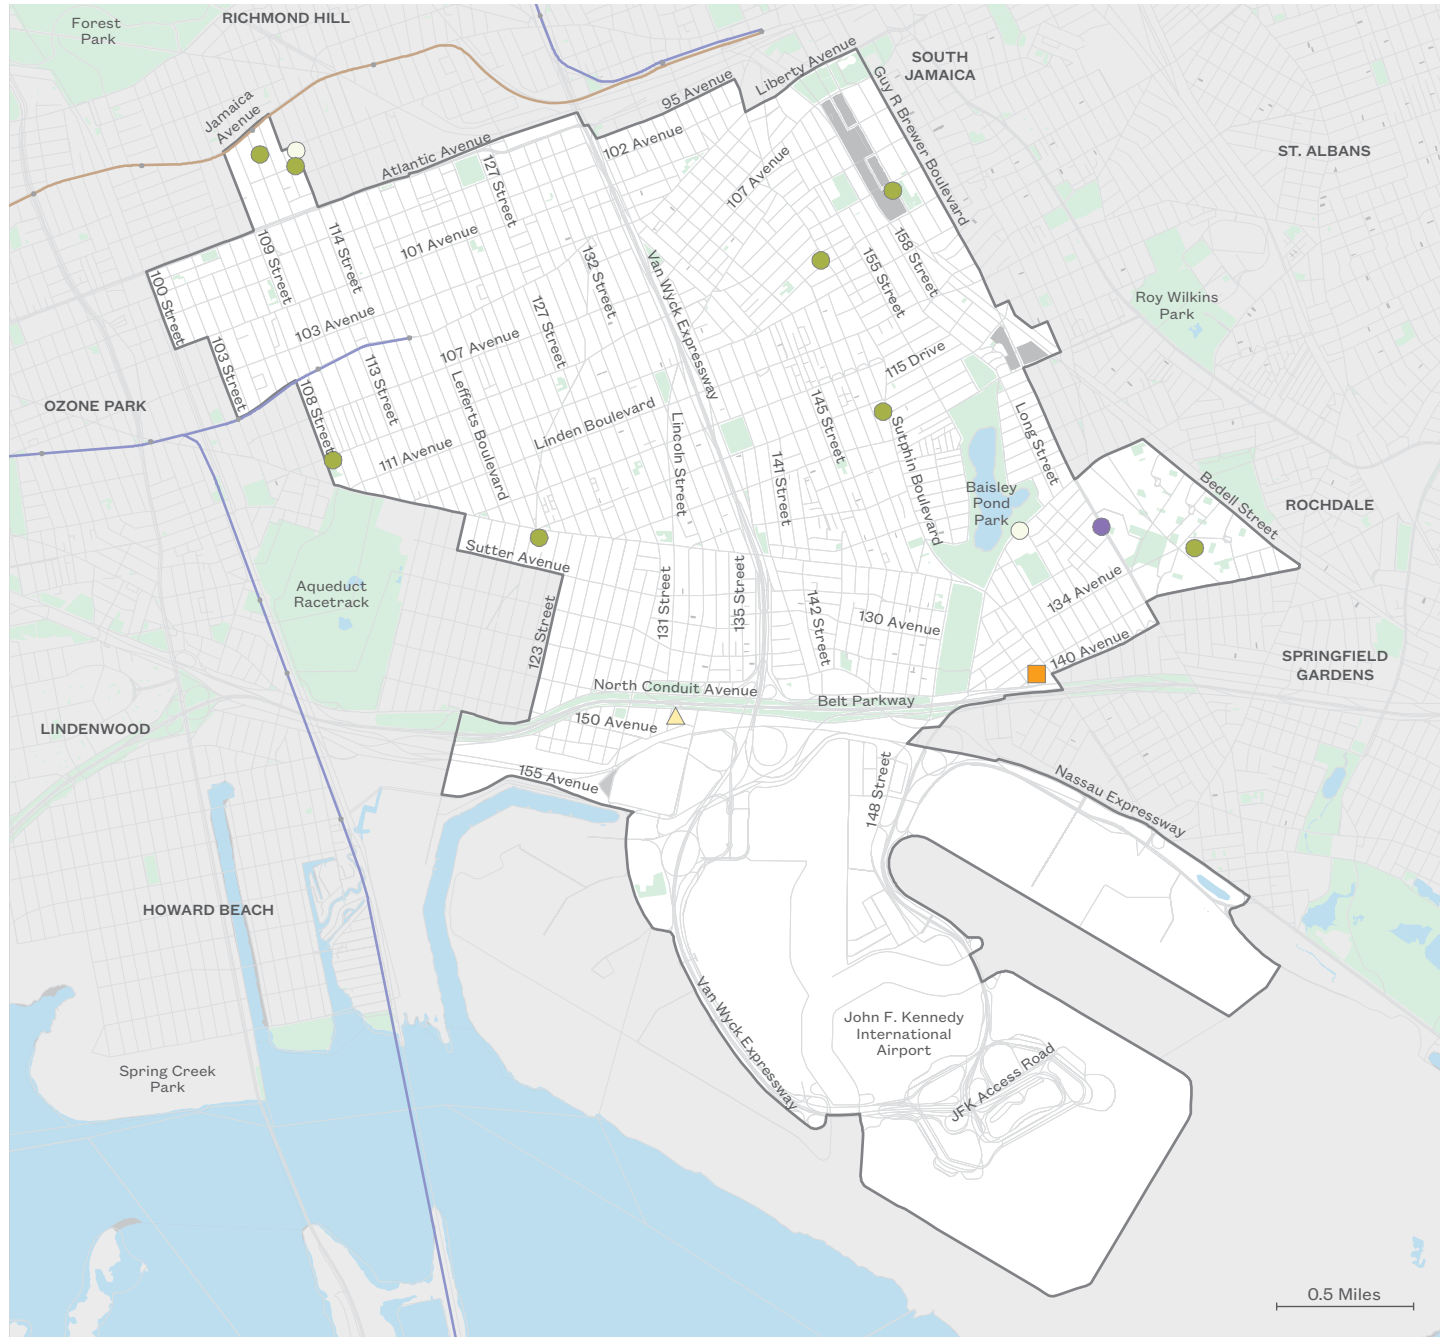 Forest
Park
RICHMOND HILL
SOUTH
JAMAICA
Liberty Avenue
95 Avenue
Guy R Brewer Boulevard
Jamaica
Avenue
Atlantic Avenue
102 Avenue
ST. ALBANS
127 Street
107 Avenue
109 Street
114 Street
101 Avenue
132 Street
Van Wyck Expressway
155 Street
158 Street
100 Street
103 Avenue
127 Street
107 Avenue
Roy Wilkins
Park
103 Street
113 Street
115 Drive
OZONE PARK
108 Street
Lefferts Boulevard
Linden Boulevard
Lincoln Street
145 Street
Sutphin Boulevard
Long Street
111 Avenue
141 Street
Baisley
Pond
Park
Bedell Street
ROCHDALE
Sutter Avenue
Aqueduct
Racetrack
123 Street
131 Street
135 Street
142 Street
130 Avenue
134 Avenue
140 Avenue
SPRINGFIELD
GARDENS
North Conduit Avenue
Belt Parkway
LINDENWOOD
150 Avenue
155 Avenue
148 Street
Nassau Expressway
HOWARD BEACH
Van Wyck Expressway
John F. Kennedy
International
Airport
JFK Access Road
Spring Creek
Park
0.5 Miles